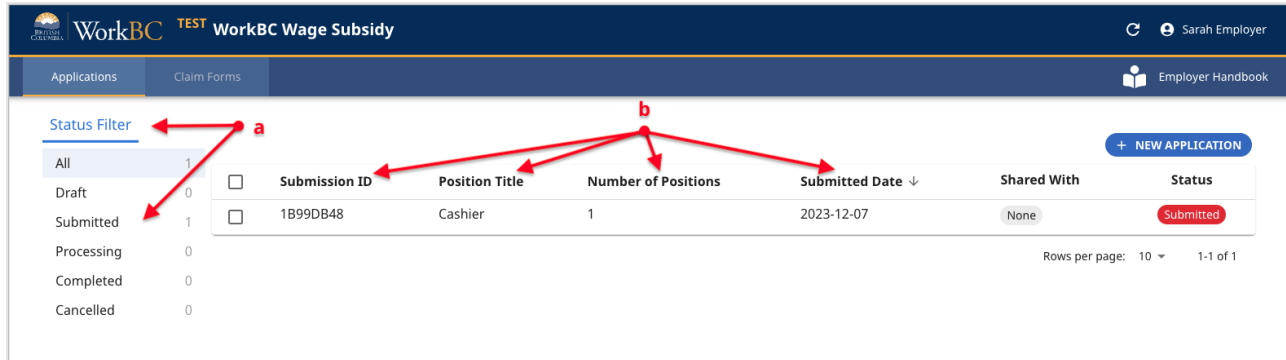 BRITISH COLUMBIA WorkBC TEST WorkBC Wage Subsidy Sarah Employer
Applications Claim Forms Employer Handbook
Status Filter a b
+ NEW APPLICATION
All 1
Draft 0
Submitted 1
Processing 0
Completed 0
Cancelled 0
Submission ID Position Title Number of Positions Submitted Date ↓ Shared With Status
1B99DB48 Cashier 1 2023-12-07 None Submitted
Rows per page: 10 1-1 of 1